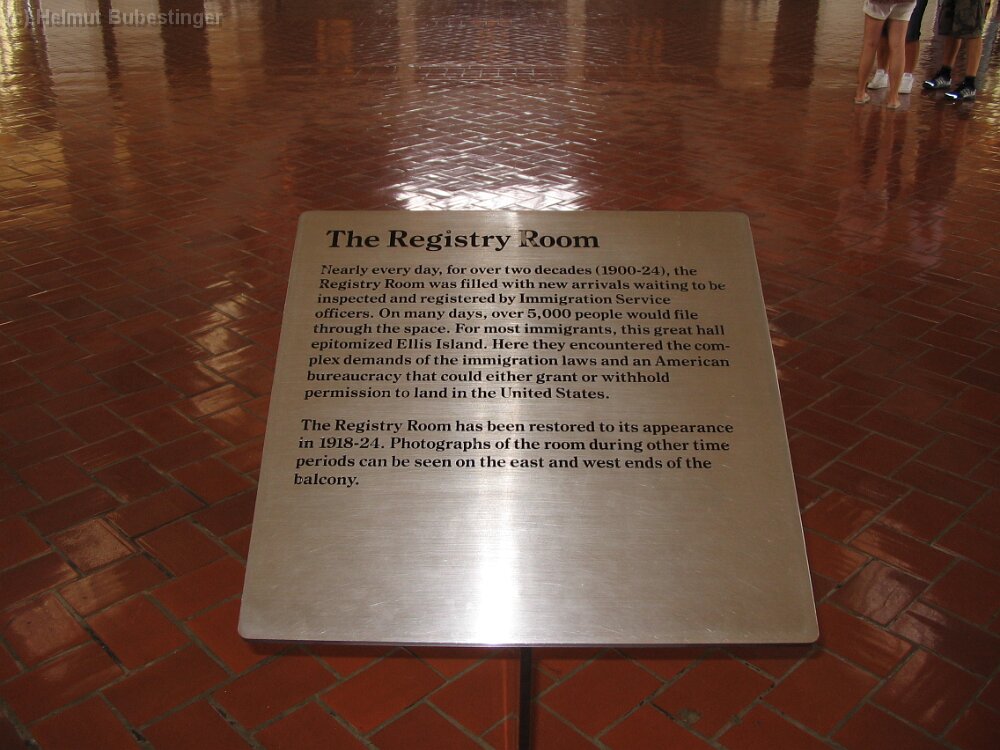 (c) Helmut Bubestinger
The Registry Room
Nearly every day, for over two decades (1900-24), the
Registry Room was filled with new arrivals waiting to be
inspected and registered by Immigration Service
officers. On many days, over 5,000 people would file
through the space. For most immigrants, this great hall
epitomized Ellis Island. Here they encountered the com-
plex demands of the immigration laws and an American
bureaucracy that could either grant or withhold
permission to land in the United States.
The Registry Room has been restored to its appearance
in 1918-24. Photographs of the room during other time
periods can be seen on the east and west ends of the
balcony.